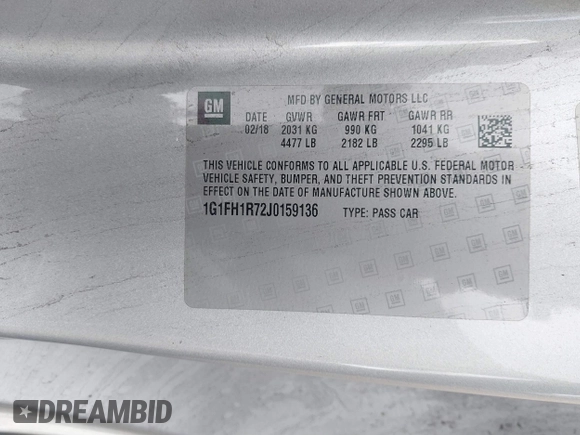 GM
MFD BY GENERAL MOTORS LLC
DATE GVWR GAWR FRT GAWR RR
02/18 2031 KG 990 KG 1041 KG
4477 LB 2182 LB 2295 LB
THIS VEHICLE CONFORMS TO ALL APPLICABLE U.S. FEDERAL MOTOR
VEHICLE SAFETY, BUMPER, AND THEFT PREVENTION STANDARDS IN
EFFECT ON THE DATE OF MANUFACTURE SHOWN ABOVE.
1G1FH1R72J0159136 TYPE: PASS CAR
DREAMBID